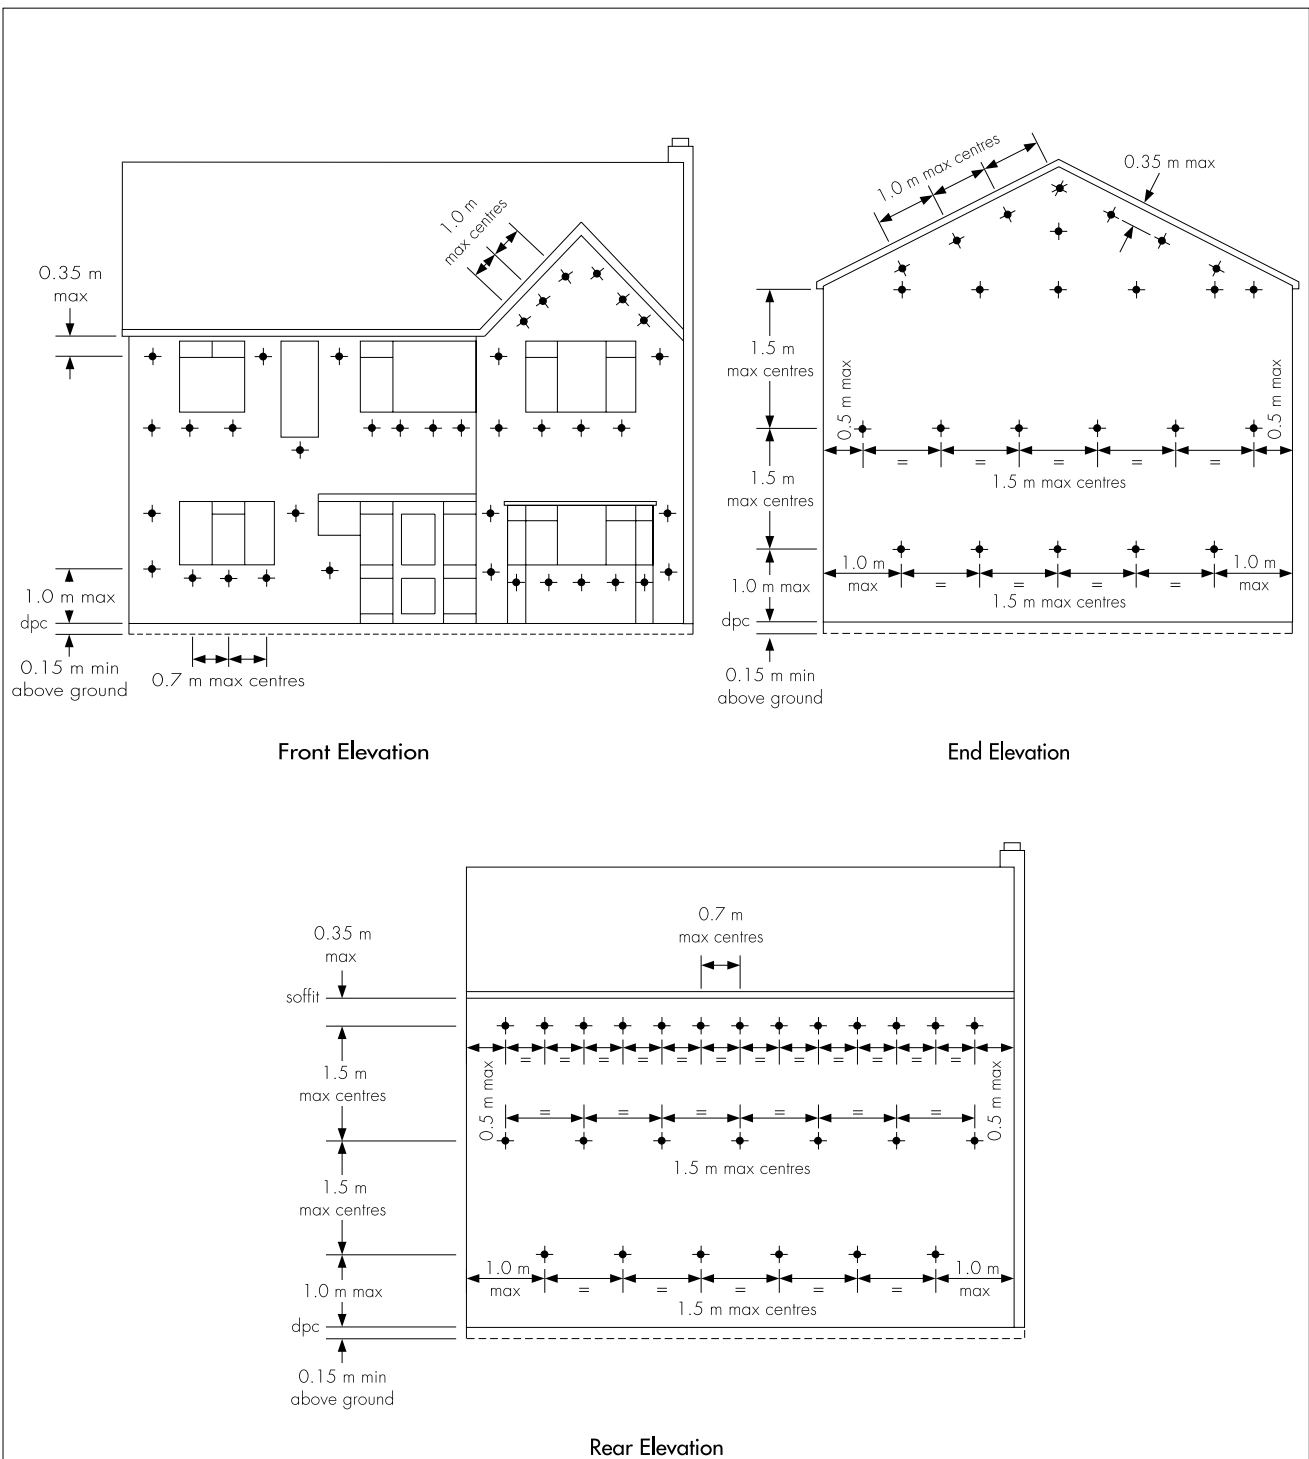 1.0 m
max centres
0.35 m
max
1.0 m max
dpc
0.15 m min
above ground
0.7 m max centres
Front Elevation
1.0 m max centres
0.35 m max
1.5 m
max centres
0.5 m max
0.5 m max
= = = = =
1.5 m
max centres
1.5 m max centres
1.0 m
max
= = = =
1.0 m
max
1.0 m max
1.5 m max centres
dpc
0.15 m min
above ground
End Elevation
0.7 m
max centres
0.35 m
max
soffit
= = = = = = = = = = = =
1.5 m
max centres
0.5 m max
0.5 m max
= = = = = =
1.5 m max centres
1.5 m
max centres
1.0 m
max
= = = = =
1.0 m
max
1.0 m max
1.5 m max centres
dpc
0.15 m min
above ground
Rear Elevation